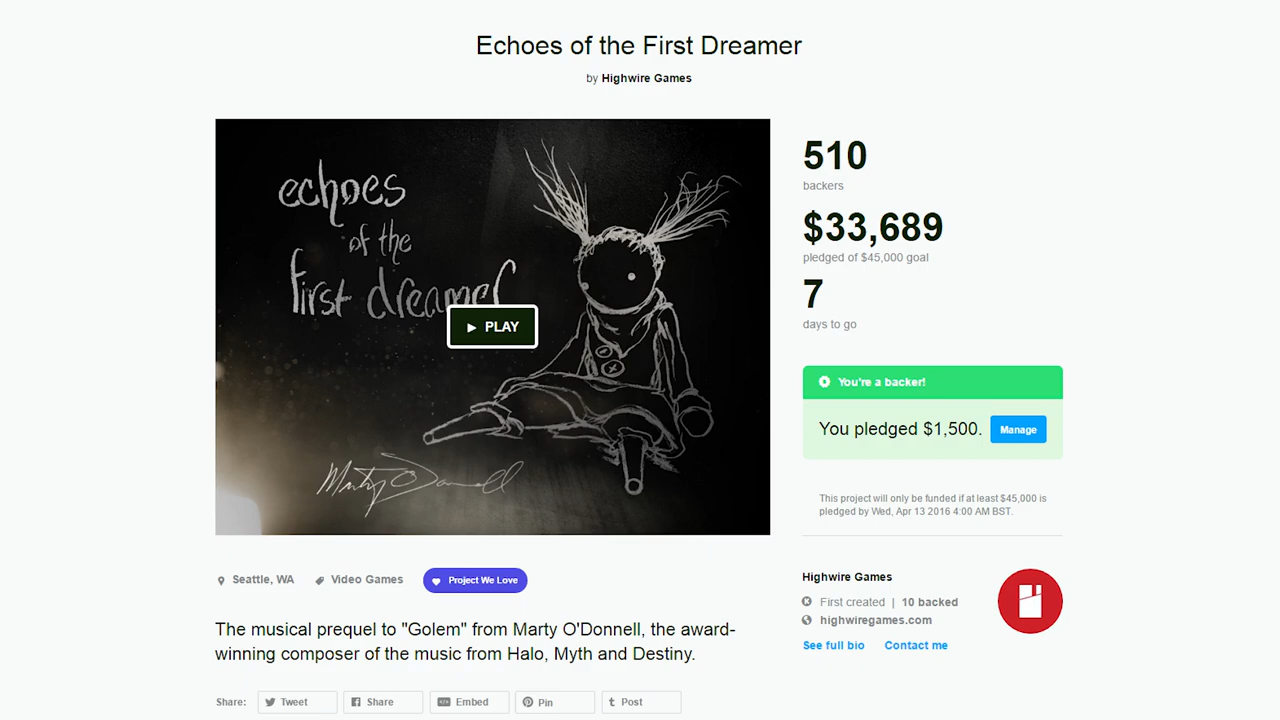 Echoes of the First Dreamer
by Highwire Games
echoes
of the
first dreamer
PLAY
Marty O'Donnell
510
backers
$33,689
pledged of $45,000 goal
7
days to go
You're a backer!
You pledged $1,500. Manage
This project will only be funded if at least $45,000 is
pledged by Wed, Apr 13 2016 4:00 AM BST.
Seattle, WA Video Games Project We Love
The musical prequel to "Golem" from Marty O'Donnell, the award-
winning composer of the music from Halo, Myth and Destiny.
Share: Tweet Share Embed Pin Post
Highwire Games
First created | 10 backed
highwiregames.com
See full bio Contact me